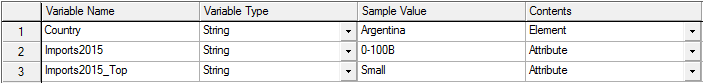 Variable Name Variable Type Sample Value Contents
1 Country String Argentina Element
2 Imports2015 String 0-100B Attribute
3 Imports2015_Top String Small Attribute